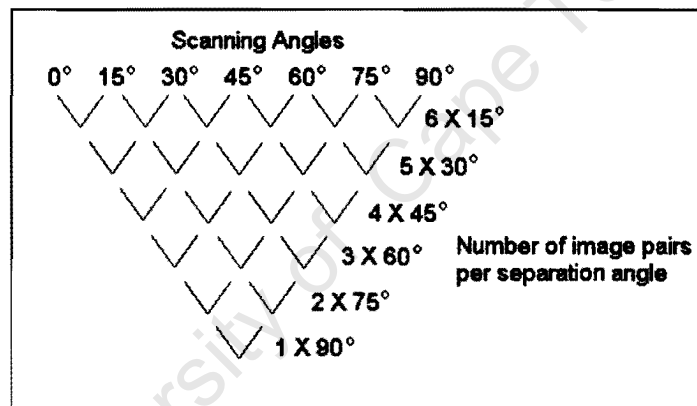 Scanning Angles
0° 15° 30° 45° 60° 75° 90°
6 X 15°
5 X 30°
4 X 45°
3 X 60°
Number of image pairs
per separation angle
2 X 75°
1 X 90°